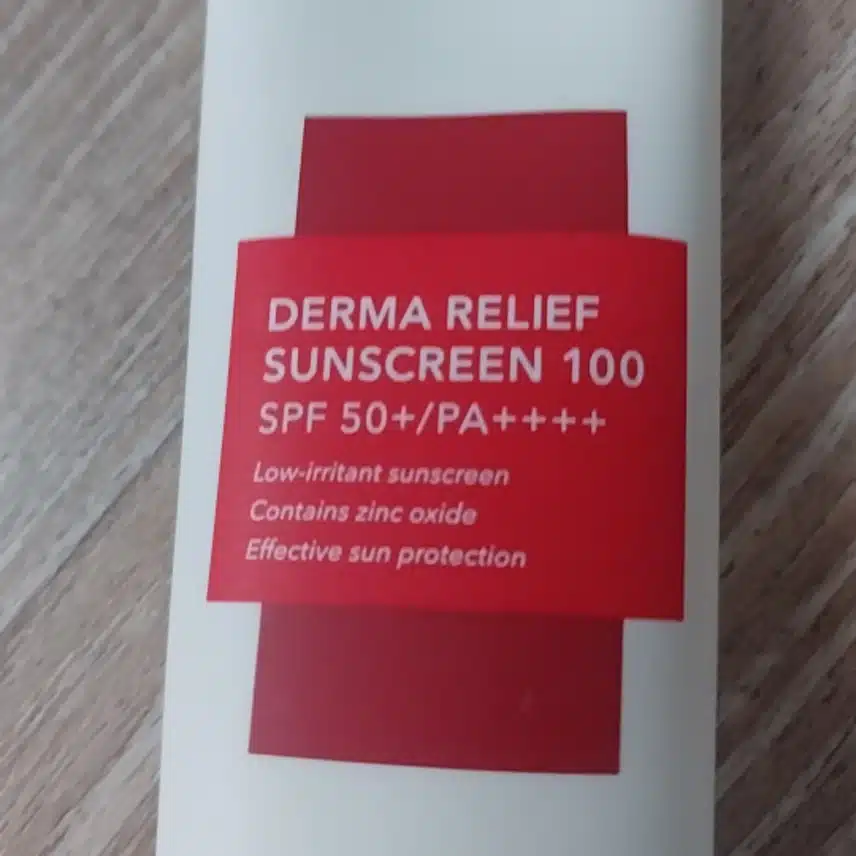 DERMA RELIEF
SUNSCREEN 100
SPF 50+/PA++++
Low-irritant sunscreen
Contains zinc oxide
Effective sun protection